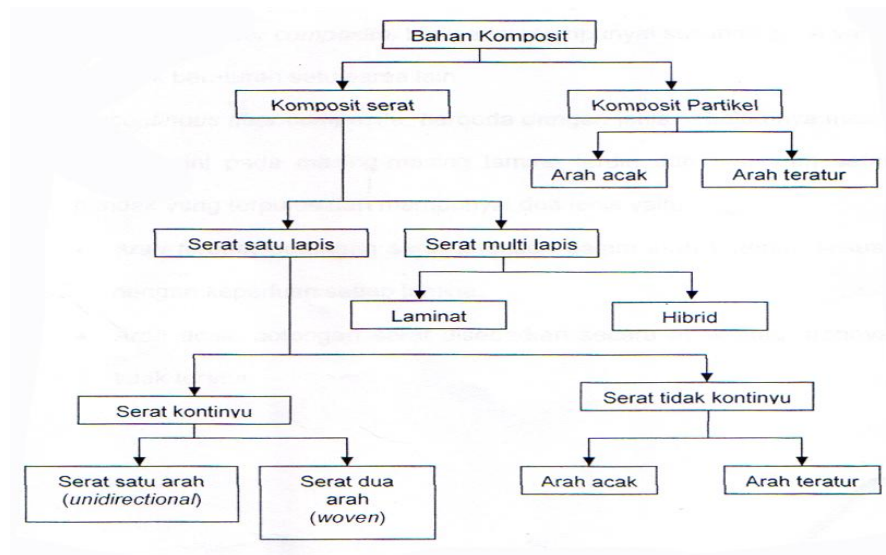 Bahan Komposit
Komposit serat
Komposit Partikel
Arah acak
Arah teratur
Serat satu lapis
Serat multi lapis
Laminat
Hibrid
Serat kontinyu
Serat tidak kontinyu
Serat satu arah
(unidirectional)
Serat dua
arah
(woven)
Arah acak
Arah teratur